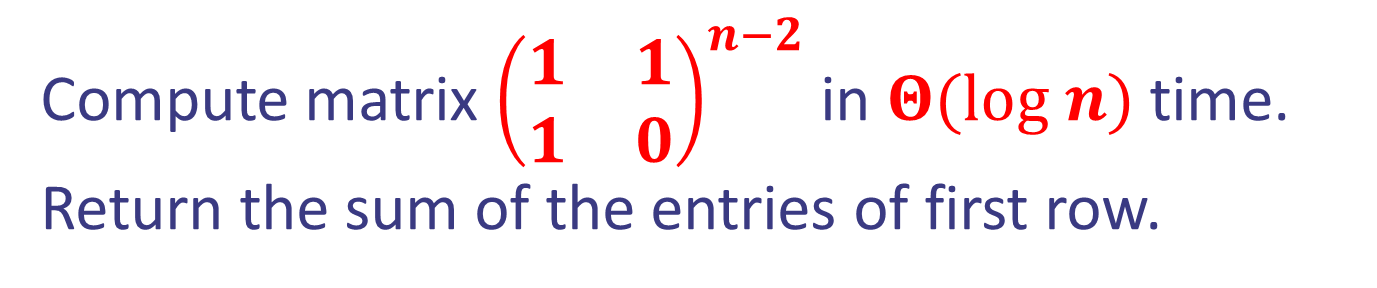 Compute matrix (1 1 1 0)ⁿ⁻² in Θ(log n) time.
Return the sum of the entries of first row.